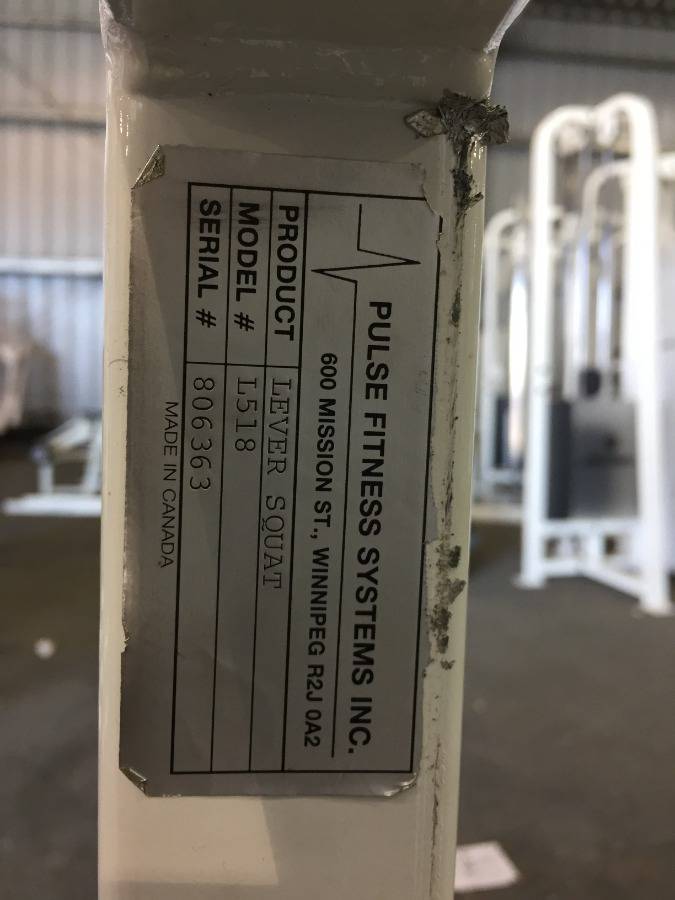 PULSE FITNESS SYSTEMS INC.
600 MISSION ST., WINNIPEG R2J 0A2
PRODUCT LEVER SQUAT
MODEL # L518
SERIAL # 806363
MADE IN CANADA